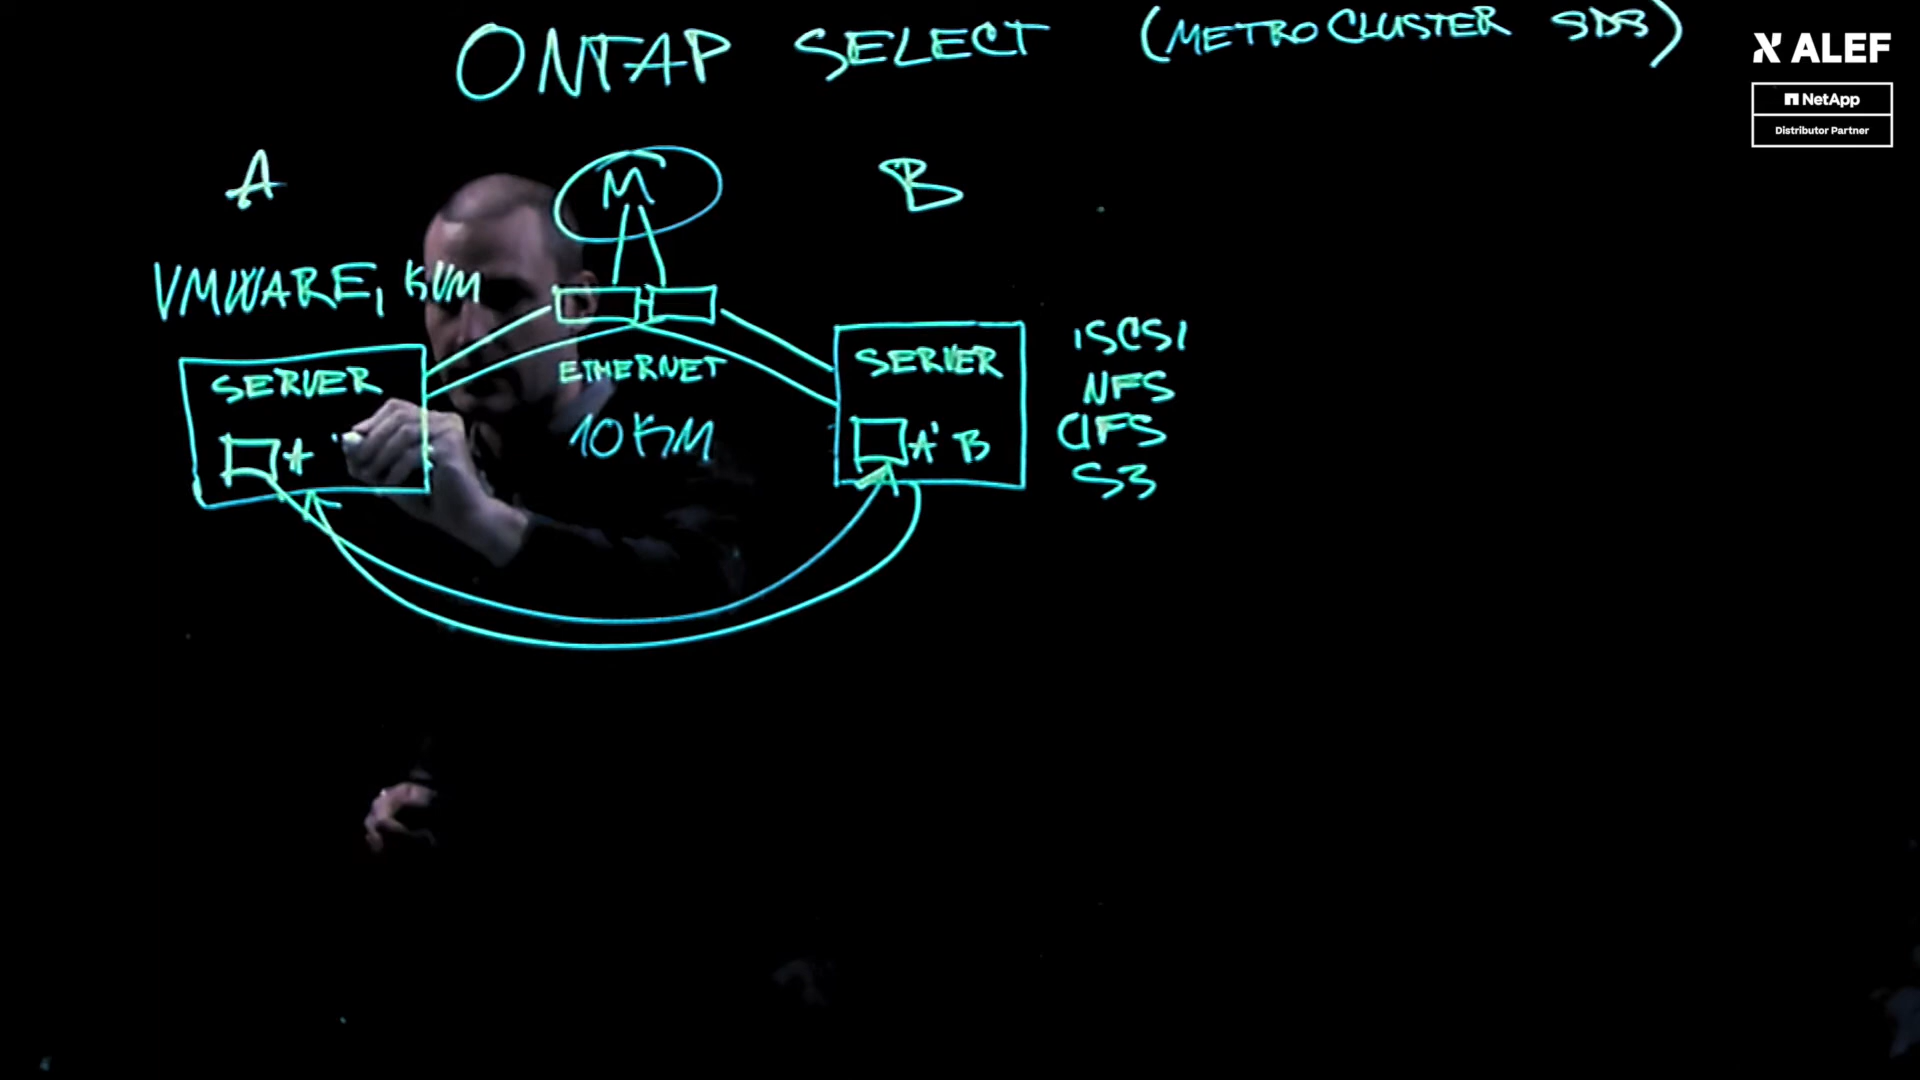 ONTAP SELECT (METROCLUSTER SDS)
ALEF
NetApp
Distributor Partner
A
M
B
VMWARE, KVM
SERVER
A
ETHERNET
10 KM
SERVER
A' B
iSCSI
NFS
CIFS
S3